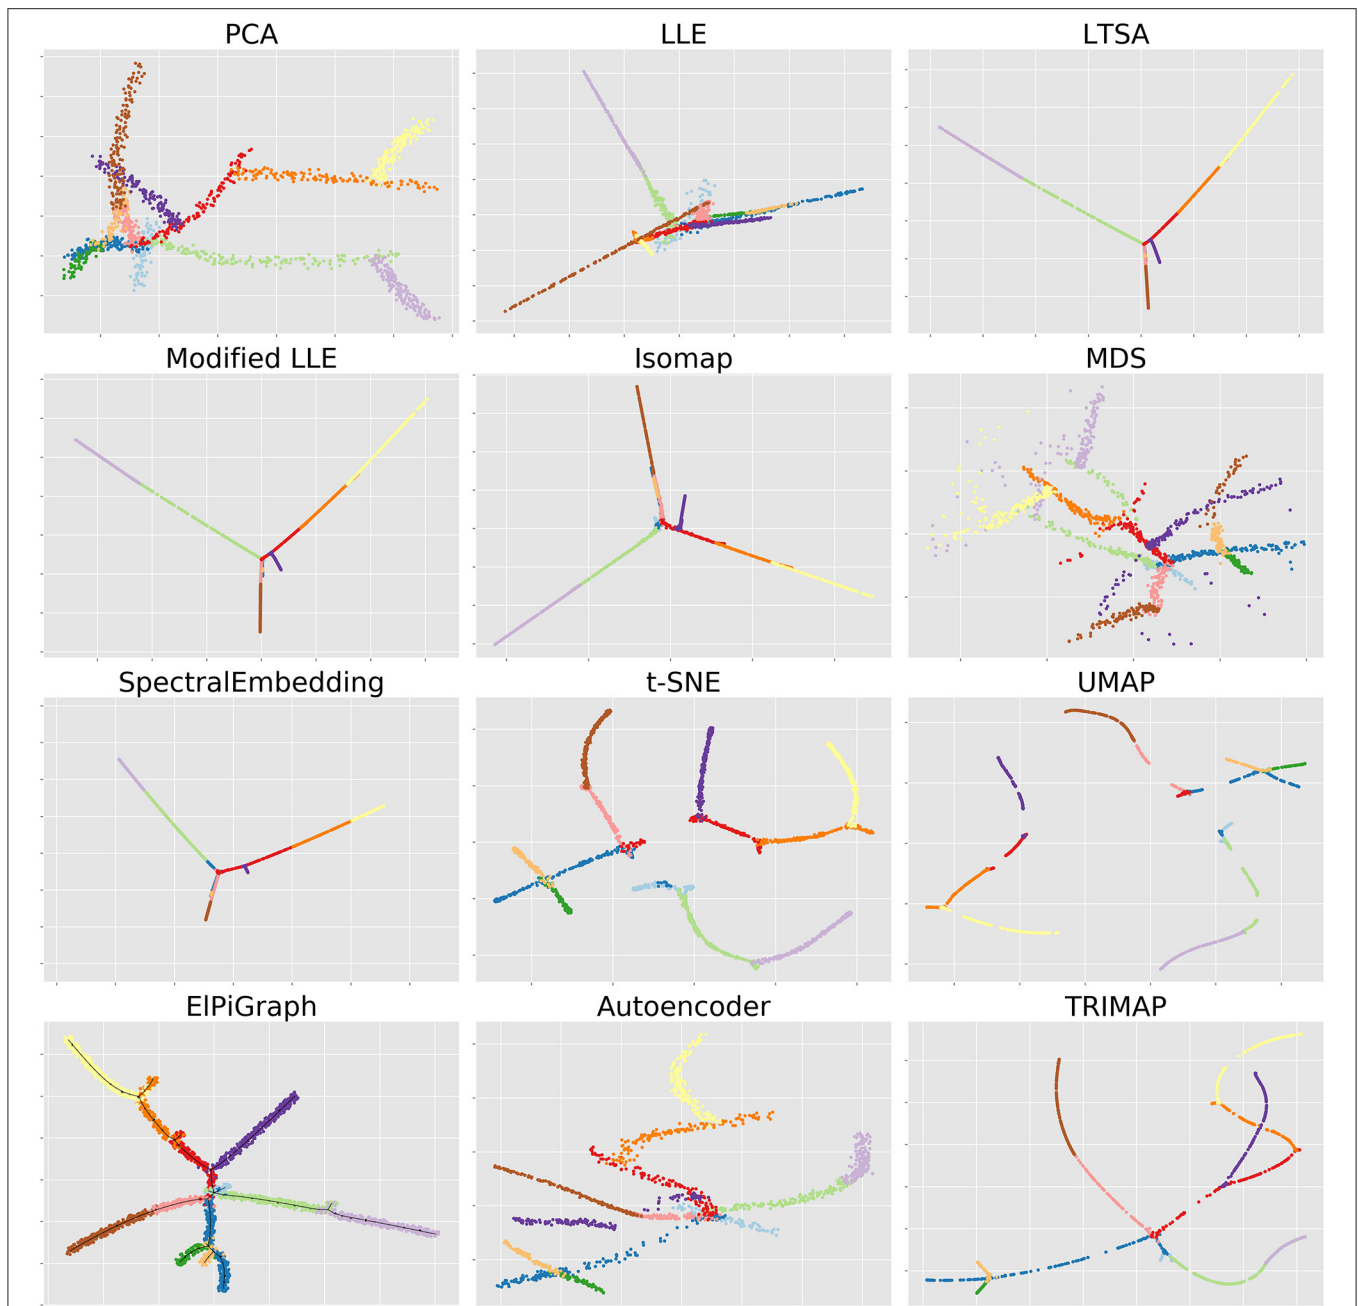 PCA
LLE
LTSA
Modified LLE
Isomap
MDS
SpectralEmbedding
t-SNE
UMAP
ElPiGraph
Autoencoder
TRIMAP